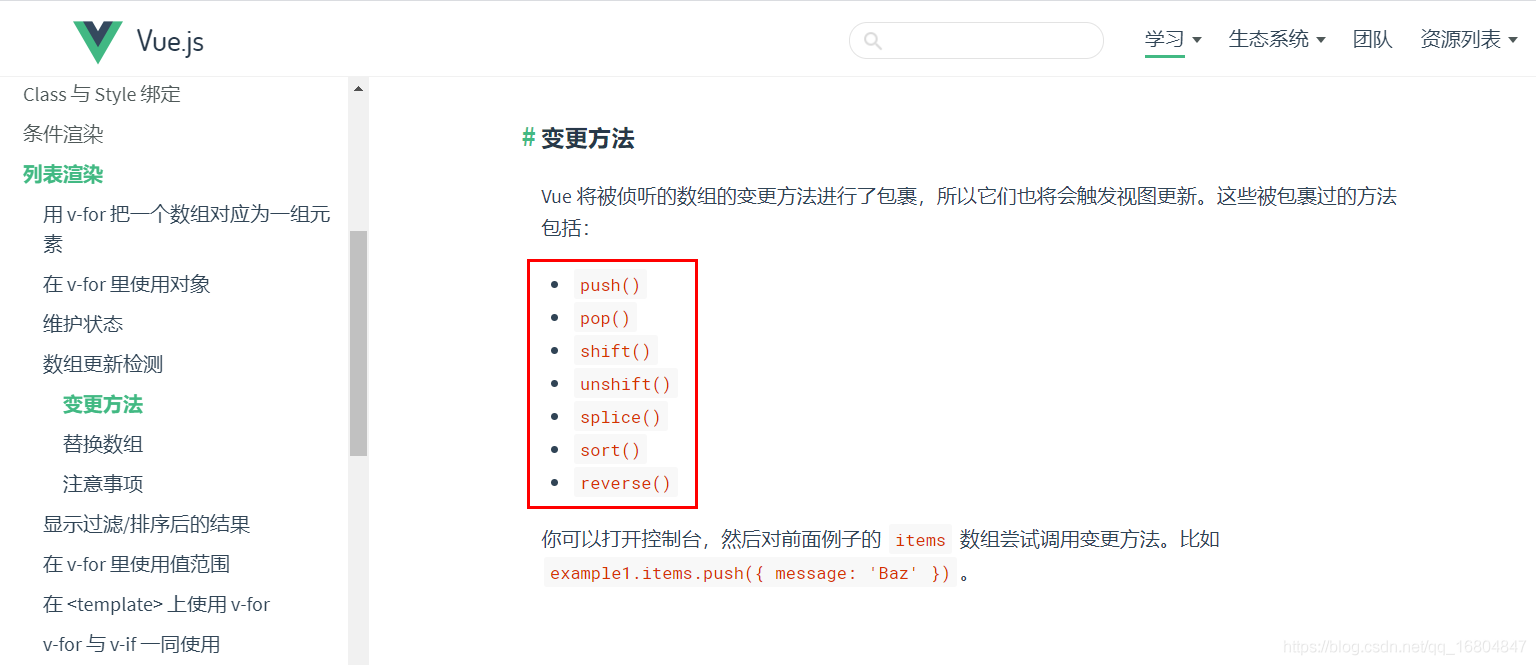 Vue.js
学习 生态系统 团队 资源列表
Class 与 Style 绑定
条件渲染
列表渲染
用 v-for 把一个数组对应为一组元
素
在 v-for 里使用对象
维护状态
数组更新检测
变更方法
替换数组
注意事项
显示过滤/排序后的结果
在 v-for 里使用值范围
在 <template> 上使用 v-for
v-for 与 v-if 一同使用
# 变更方法
Vue 将被侦听的数组的变更方法进行了包裹，所以它们也将会触发视图更新。这些被包裹过的方法
包括：
push()
pop()
shift()
unshift()
splice()
sort()
reverse()
你可以打开控制台，然后对前面例子的 items 数组尝试调用变更方法。比如
example1.items.push({ message: 'Baz' }) 。
https://blog.csdn.net/qq_16804847